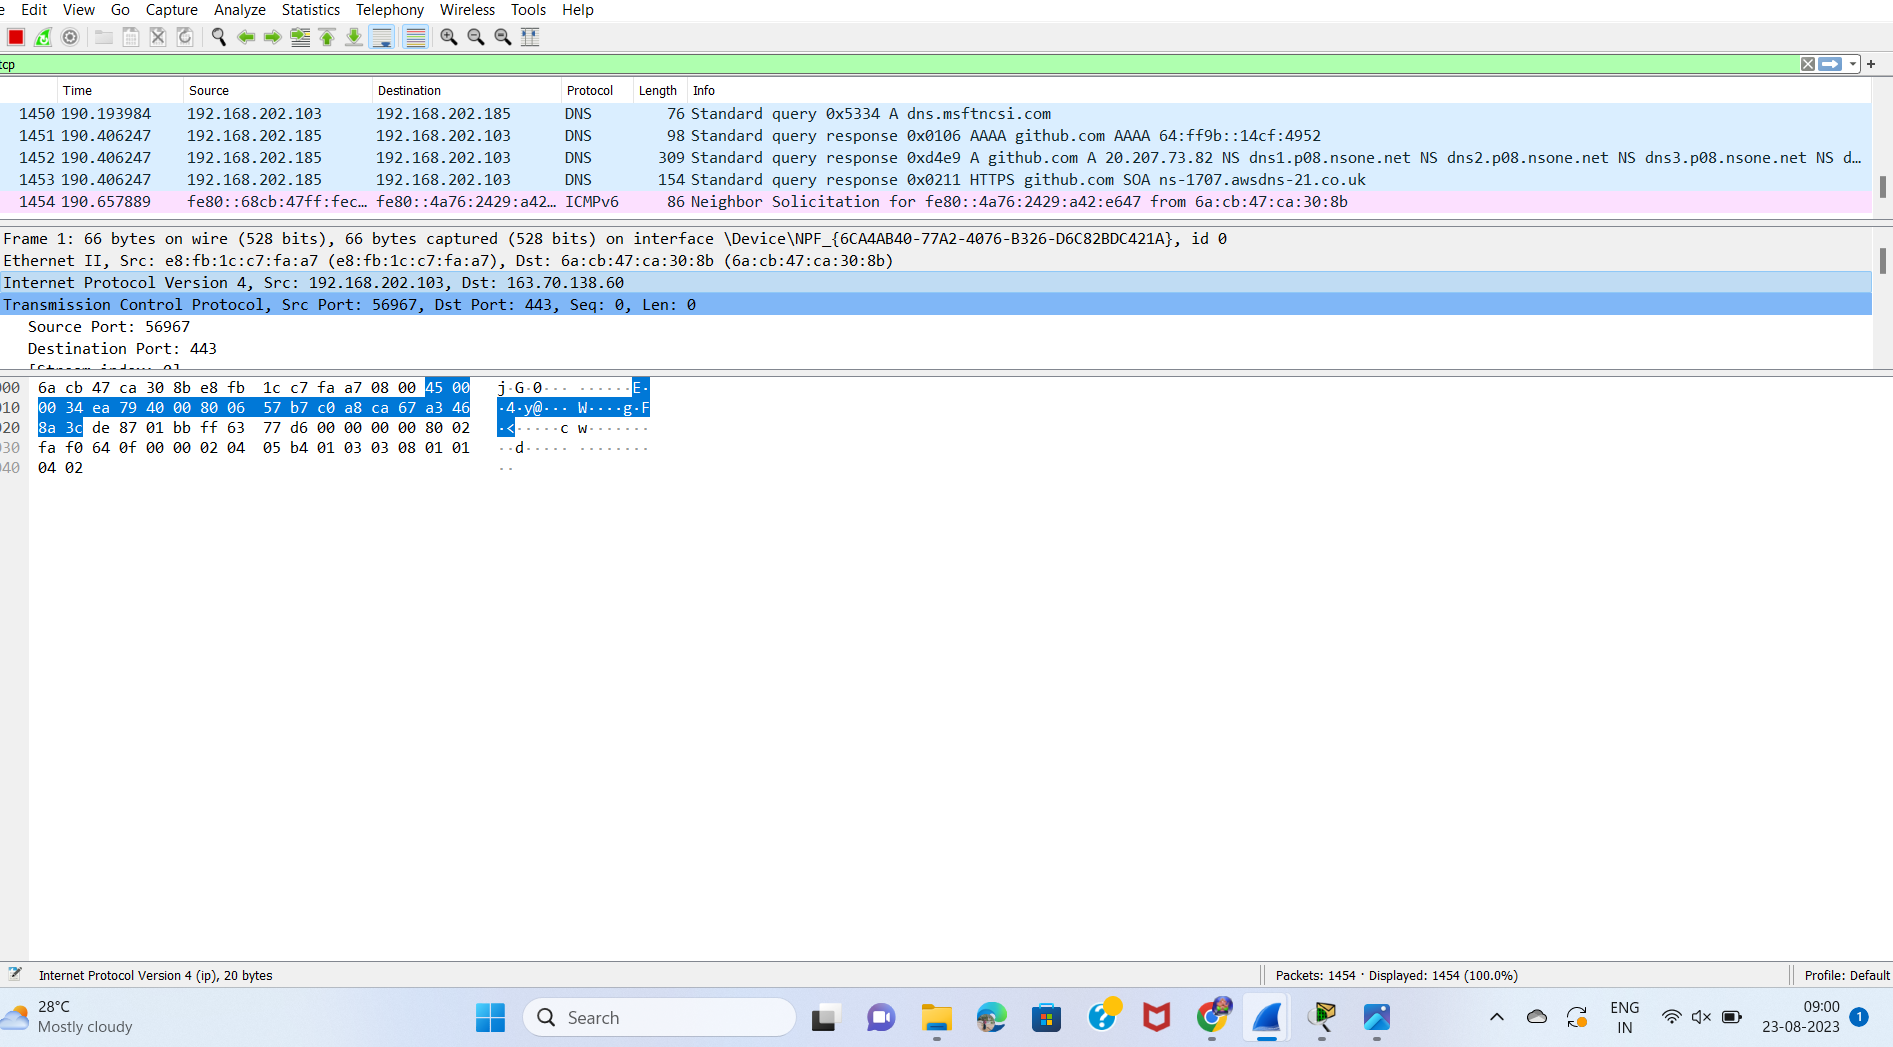 e Edit View Go Capture Analyze Statistics Telephony Wireless Tools Help
tcp
Time Source Destination Protocol Length Info
1450 190.193984 192.168.202.103 192.168.202.185 DNS 76 Standard query 0x5334 A dns.msftncsi.com
1451 190.406247 192.168.202.185 192.168.202.103 DNS 98 Standard query response 0x0106 AAAA github.com AAAA 64:ff9b::14cf:4952
1452 190.406247 192.168.202.185 192.168.202.103 DNS 309 Standard query response 0xd4e9 A github.com A 20.207.73.82 NS dns1.p08.nsone.net NS dns2.p08.nsone.net NS dns3.p08.nsone.net NS d…
1453 190.406247 192.168.202.185 192.168.202.103 DNS 154 Standard query response 0x0211 HTTPS github.com SOA ns-1707.awsdns-21.co.uk
1454 190.657889 fe80::68cb:47ff:fec… fe80::4a76:2429:a42… ICMPv6 86 Neighbor Solicitation for fe80::4a76:2429:a42:e647 from 6a:cb:47:ca:30:8b
Frame 1: 66 bytes on wire (528 bits), 66 bytes captured (528 bits) on interface \Device\NPF_{6CA4AB40-77A2-4076-B326-D6C82BDC421A}, id 0
Ethernet II, Src: e8:fb:1c:c7:fa:a7 (e8:fb:1c:c7:fa:a7), Dst: 6a:cb:47:ca:30:8b (6a:cb:47:ca:30:8b)
Internet Protocol Version 4, Src: 192.168.202.103, Dst: 163.70.138.60
Transmission Control Protocol, Src Port: 56967, Dst Port: 443, Seq: 0, Len: 0
Source Port: 56967
Destination Port: 443
[Stream index: 0]
000 6a cb 47 ca 30 8b e8 fb 1c c7 fa a7 08 00 45 00 j·G·0··· ······E·
010 00 34 ea 79 40 00 80 06 57 b7 c0 a8 ca 67 a3 46 ·4·y@··· W····g·F
020 8a 3c de 87 01 bb ff 63 77 d6 00 00 00 00 80 02 ·<·····c w·······
030 fa f0 64 0f 00 00 02 04 05 b4 01 03 03 08 01 01 ··d····· ········
040 04 02 ··
Internet Protocol Version 4 (ip), 20 bytes Packets: 1454 · Displayed: 1454 (100.0%) Profile: Default
28°C
Mostly cloudy
Search
ENG
IN
09:00
23-08-2023
1